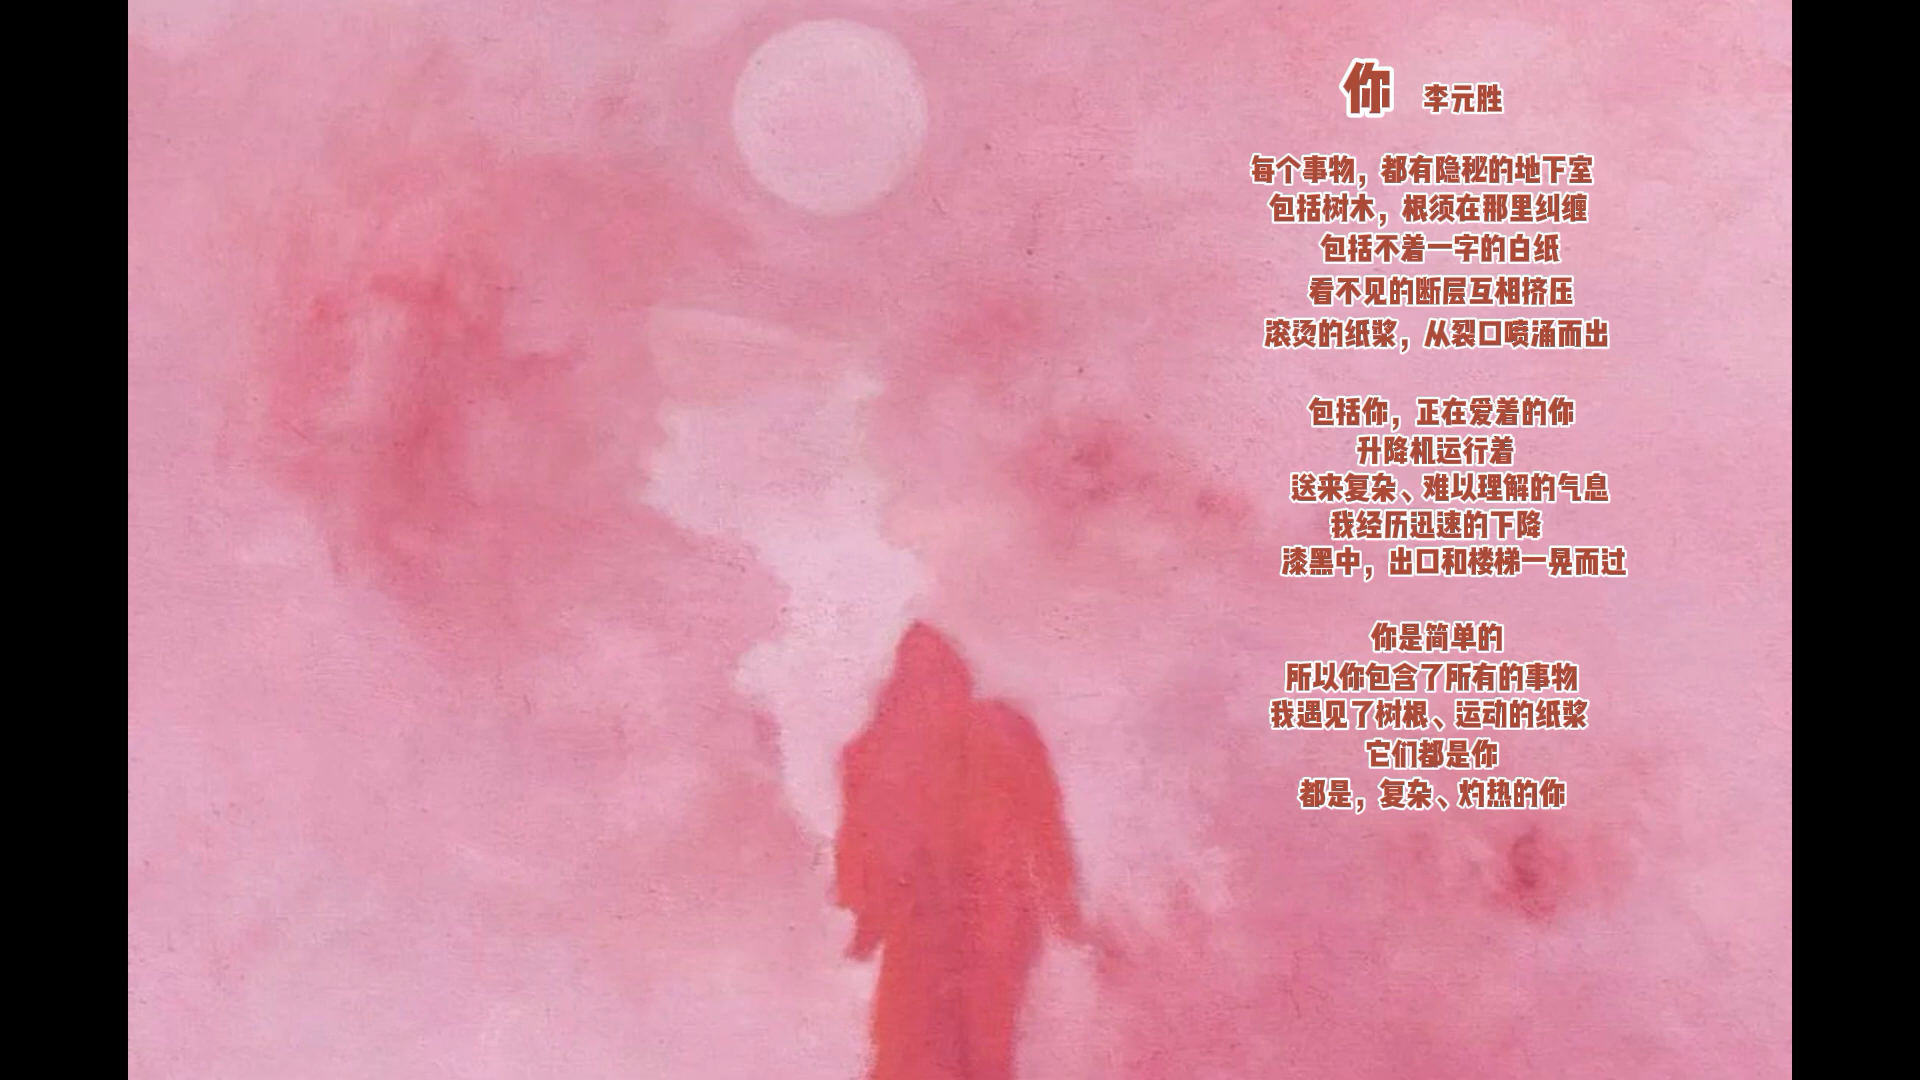 你 李元胜
每个事物，都有隐秘的地下室
包括树木，根须在那里纠缠
包括不着一字的白纸
看不见的断层互相挤压
滚烫的纸浆，从裂口喷涌而出
包括你，正在爱着的你
升降机运行着
送来复杂、难以理解的气息
我经历迅速的下降
漆黑中，出口和楼梯一晃而过
你是简单的
所以你包含了所有的事物
我遇见了树根、运动的纸浆
它们都是你
都是，复杂、灼热的你